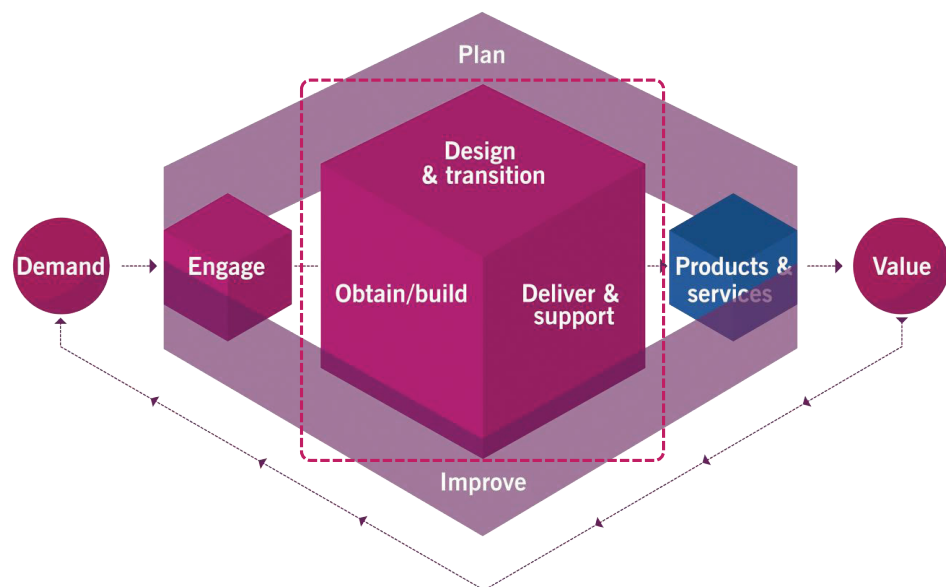 Plan
Design
& transition
Demand
Engage
Obtain/build
Deliver &
support
Products &
services
Value
Improve